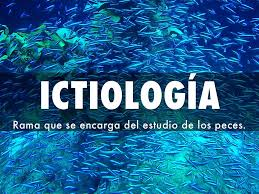 ICTIOLOGÍA
Rama que se encarga del estudio de los peces.